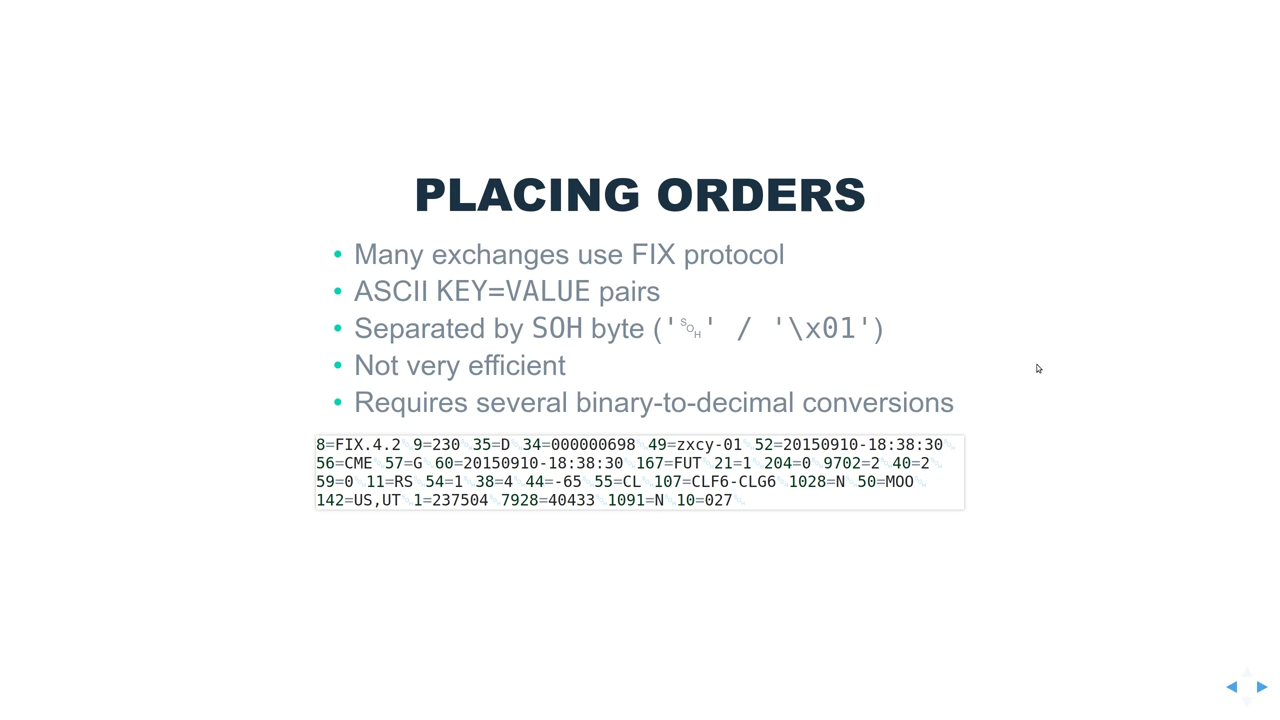 PLACING ORDERS
• Many exchanges use FIX protocol
• ASCII KEY=VALUE pairs
• Separated by SOH byte ('␁' / '\x01')
• Not very efficient
• Requires several binary-to-decimal conversions
8=FIX.4.2␁9=230␁35=D␁34=000000698␁49=zxcy-01␁52=20150910-18:38:30␁
56=CME␁57=G␁60=20150910-18:38:30␁167=FUT␁21=1␁204=0␁9702=2␁40=2␁
59=0␁11=RS␁54=1␁38=4␁44=-65␁55=CL␁107=CLF6-CLG6␁1028=N␁50=MOO␁
142=US,UT␁1=237504␁7928=40433␁1091=N␁10=027␁